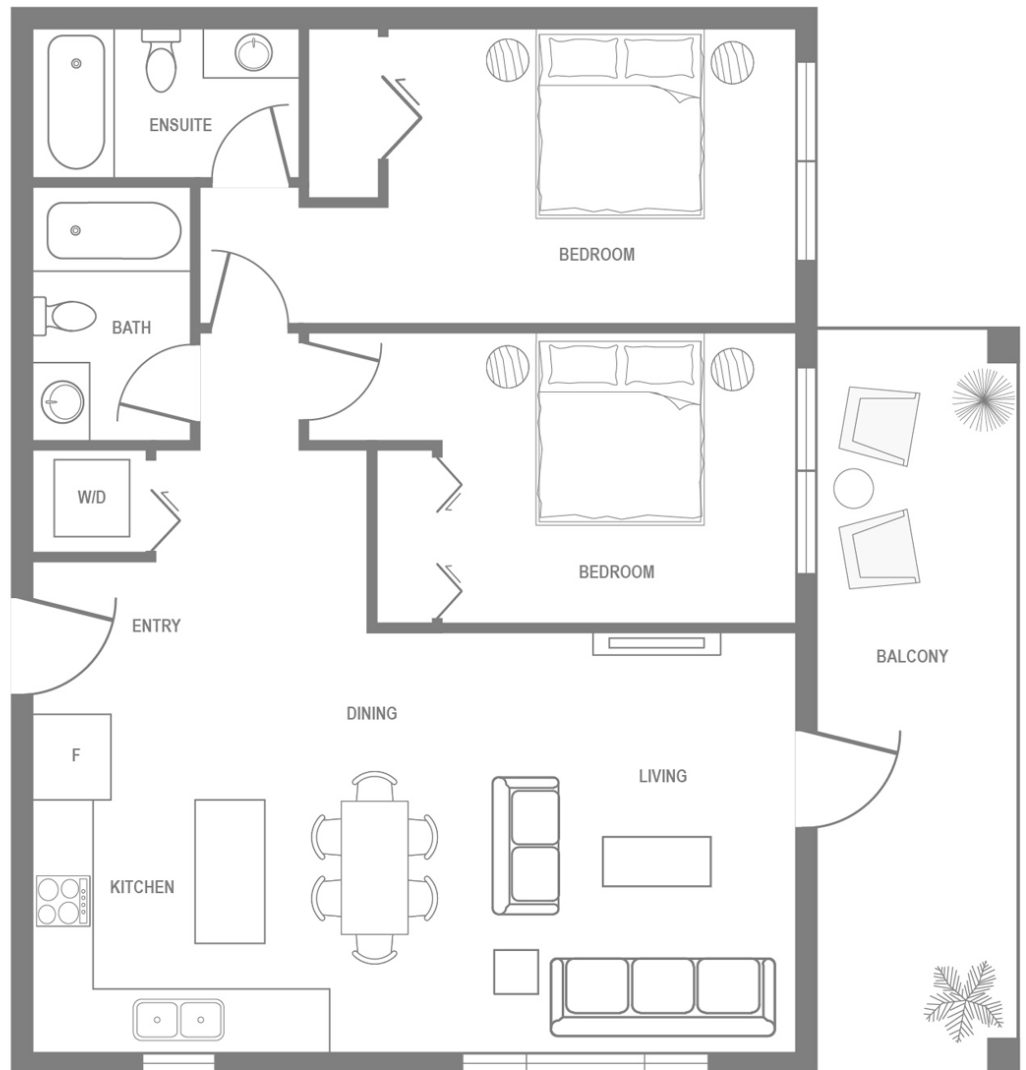 ENSUITE
BEDROOM
BATH
W/D
BEDROOM
ENTRY
BALCONY
DINING
F
LIVING
KITCHEN